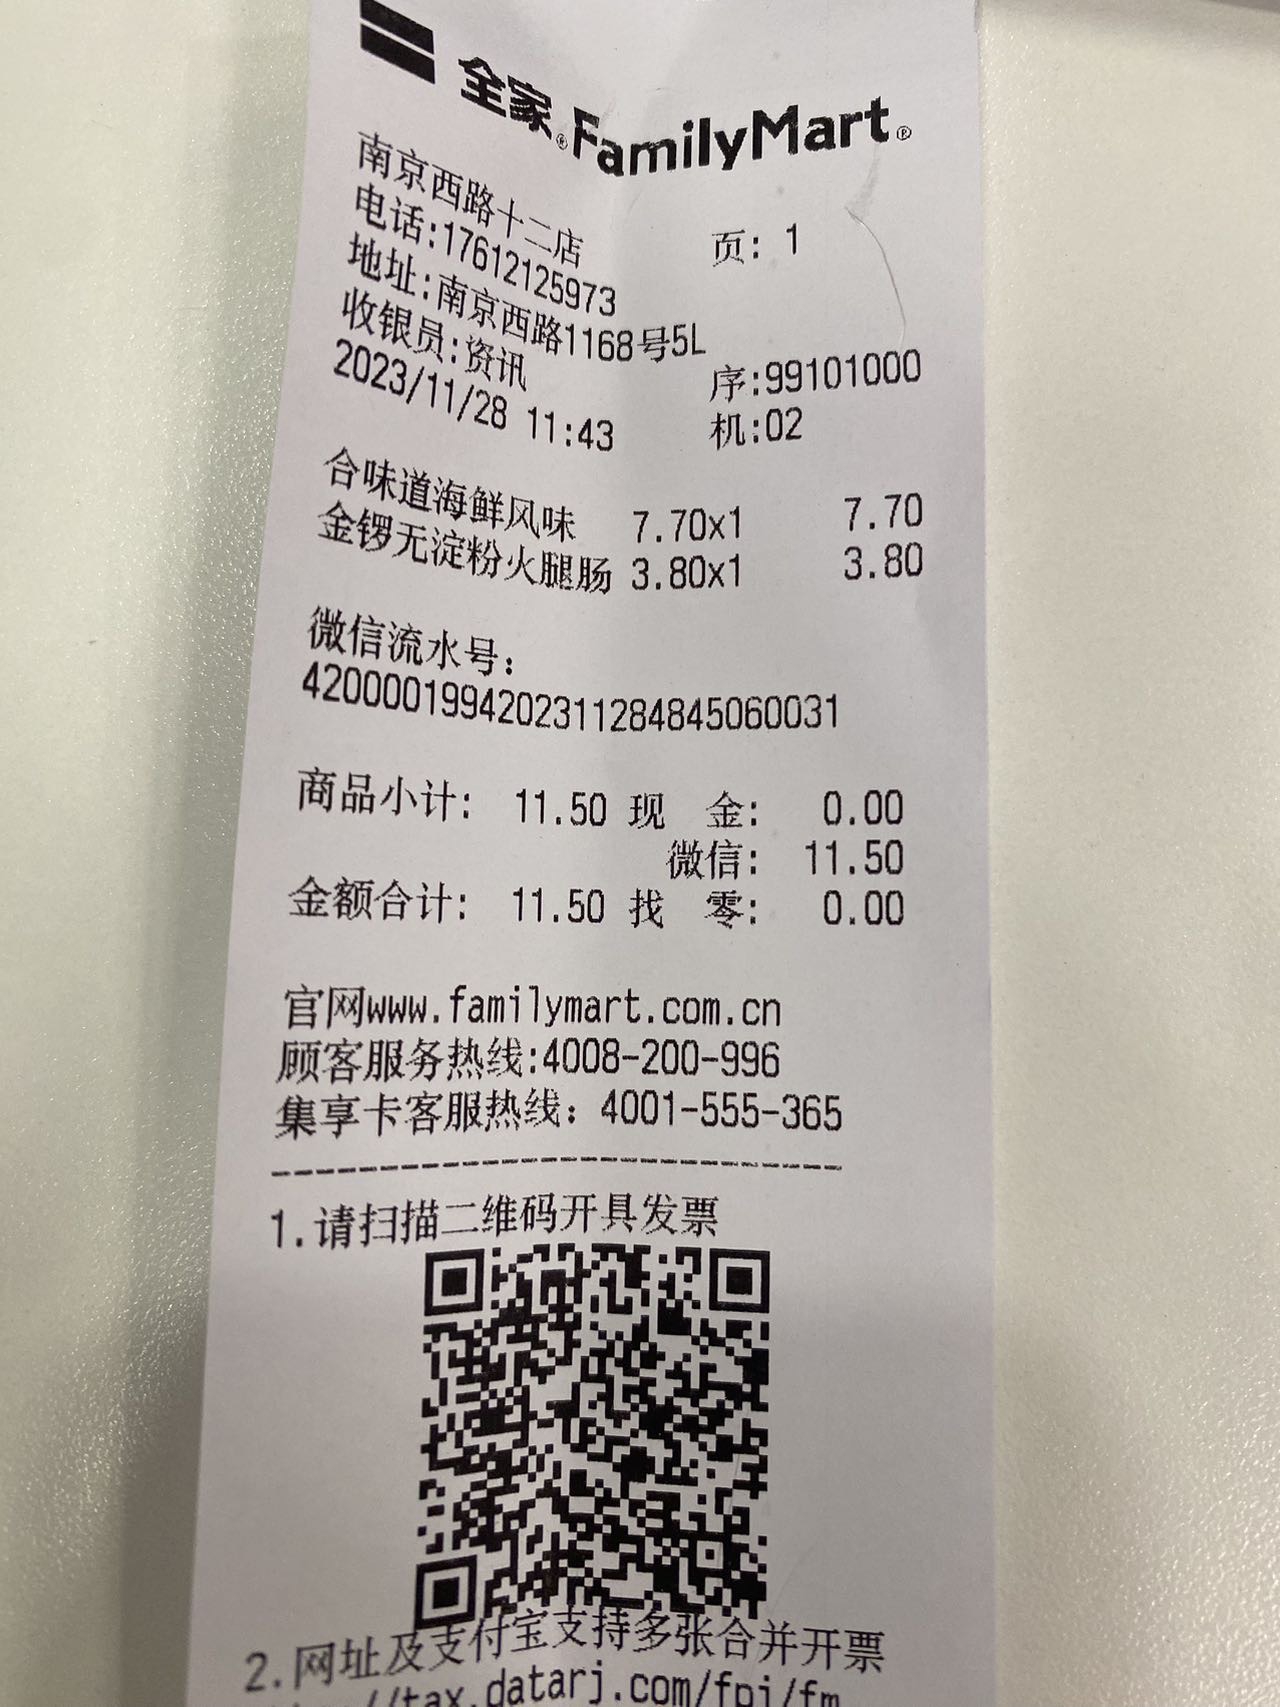 全家®FamilyMart®
南京西路十二店 页: 1
电话:17612125973
地址:南京西路1168号5L
收银员:资讯 序:99101000
2023/11/28 11:43 机:02
合味道海鲜风味 7.70x1 7.70
金锣无淀粉火腿肠 3.80x1 3.80
微信流水号:
4200001994202311284845060031
商品小计: 11.50 现 金: 0.00
微信: 11.50
金额合计: 11.50 找 零: 0.00
官网www.familymart.com.cn
顾客服务热线:4008-200-996
集享卡客服热线: 4001-555-365
1.请扫描二维码开具发票
2.网址及支付宝支持多张合并开票
//tax.datarj.com/fpj/fm